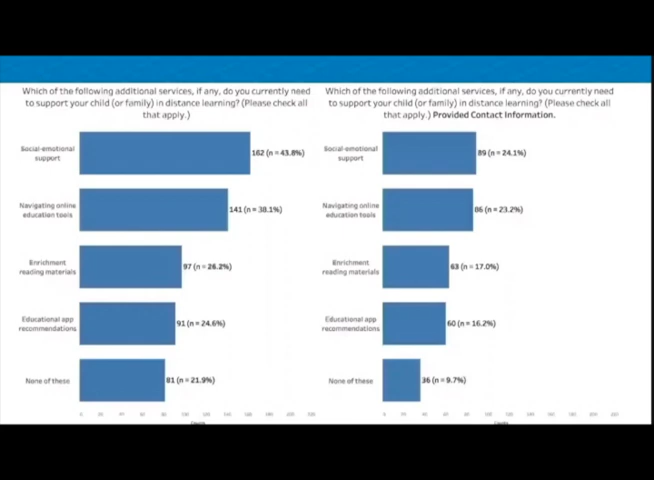 Which of the following additional services, if any, do you currently need
to support your child (or family) in distance learning? (Please check all
that apply.)
Social-emotional
support
162 (n = 43.8%)
Navigating online
education tools
141 (n = 38.1%)
Enrichment
reading materials
97 (n = 26.2%)
Educational app
recommendations
91 (n = 24.6%)
None of these
81 (n = 21.9%)
Which of the following additional services, if any, do you currently need
to support your child (or family) in distance learning? (Please check all
that apply.) Provided Contact Information.
Social-emotional
support
89 (n = 24.1%)
Navigating online
education tools
86 (n = 23.2%)
Enrichment
reading materials
63 (n = 17.0%)
Educational app
recommendations
60 (n = 16.2%)
None of these
36 (n = 9.7%)